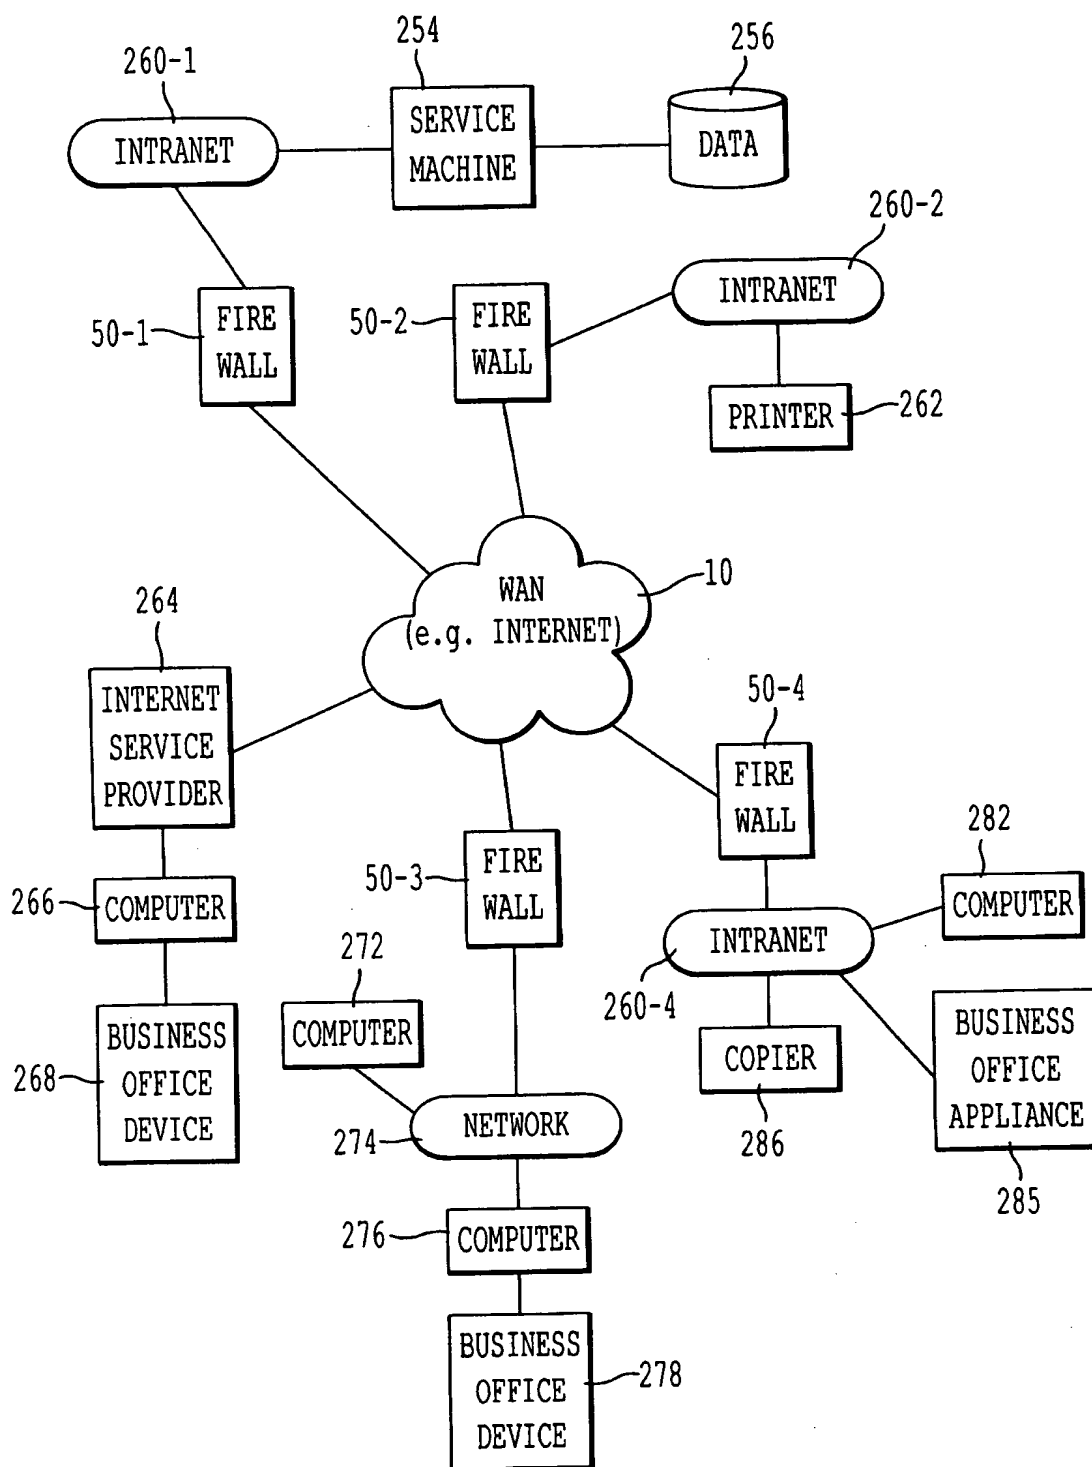 254
256
260-1
SERVICE
MACHINE
INTRANET
DATA
260-2
INTRANET
50-1
FIRE
WALL
50-2
FIRE
WALL
PRINTER
262
WAN
(e.g. INTERNET)
10
264
INTERNET
SERVICE
PROVIDER
50-4
FIRE
WALL
266
COMPUTER
50-3
FIRE
WALL
282
COMPUTER
INTRANET
260-4
272
COMPUTER
268
BUSINESS
OFFICE
DEVICE
COPIER
286
BUSINESS
OFFICE
APPLIANCE
285
NETWORK
274
276
COMPUTER
BUSINESS
OFFICE
DEVICE
278